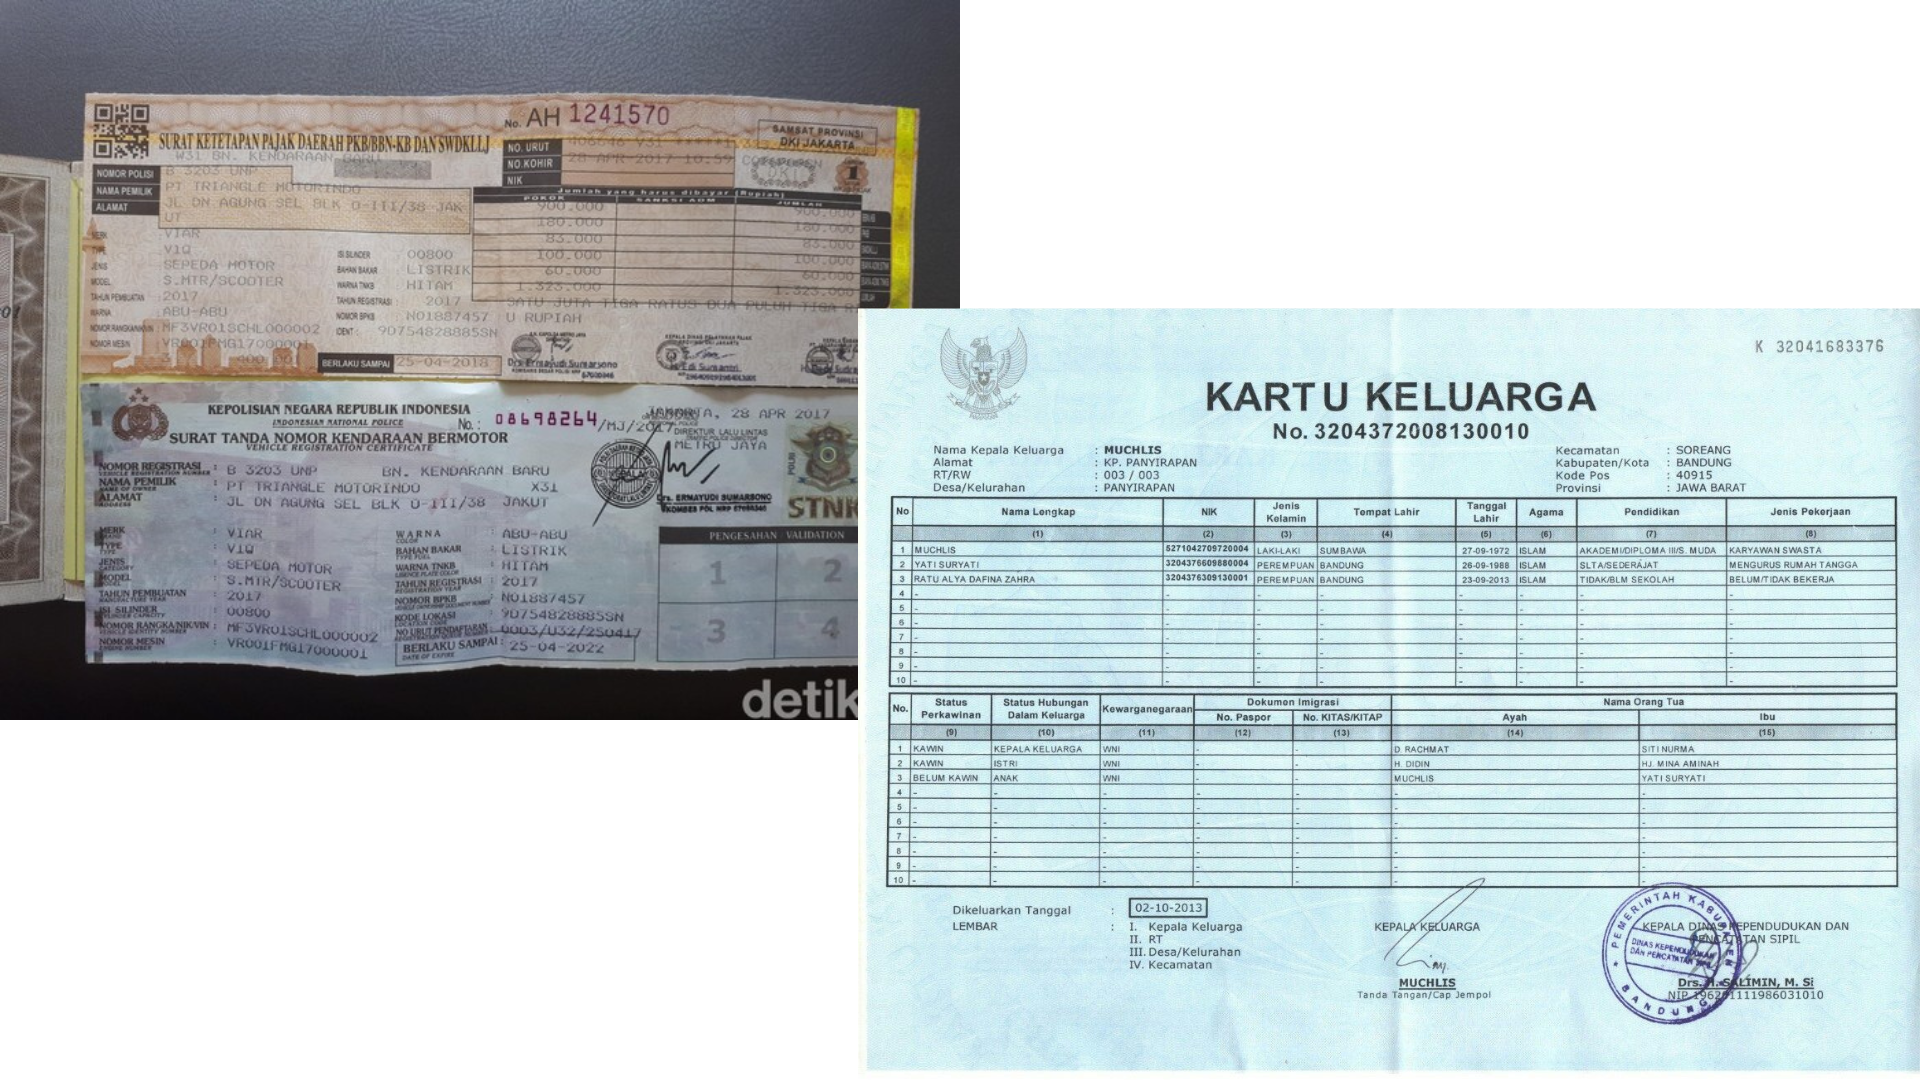 No. AH 1241570
SURAT KETETAPAN PAJAK DAERAH PKB/BBN-KB DAN SWDKLLJ
SAMSAT PROVINSI
DKI JAKARTA
W31 BN. KENDARAAN BARU
NO. URUT
NO.KOHIR 28 APR 2017 10:59
NIK
NOMOR POLISI B 3203 UNP
NAMA PEMILIK PT TRIANGLE MOTORINDO
ALAMAT JL DN AGUNG SEL BLK O-III/38 JAK
UT
Jumlah yang harus dibayar (Rupiah)
POKOK SANKSI ADM JUMLAH
900.000 900.000
180.000 180.000
83.000 83.000
100.000 100.000
60.000 60.000
1.323.000 1.323.000
SATU JUTA TIGA RATUS DUA PULUH TIGA R
U RUPIAH
MERK VIAR
TYPE V1Q
JENIS SEPEDA MOTOR
MODEL S.MTR/SCOOTER
TAHUN PEMBUATAN 2017
WARNA ABU-ABU
NOMOR RANGKA/NIK/VIN MF3VR01SCHL000002
NOMOR MESIN VR001FMG17000001
ISI SILINDER 00800
BAHAN BAKAR LISTRIK
WARNA TNKB HITAM
TAHUN REGISTRASI 2017
NOMOR BPKB N01887457
IDENT: 9D754828885SN
BERLAKU SAMPAI 25-04-2018
Drs Ermayudi Sumarsono
KEPOLISIAN NEGARA REPUBLIK INDONESIA
INDONESIAN NATIONAL POLICE
No.: 08698264/MJ/2017
SURAT TANDA NOMOR KENDARAAN BERMOTOR
VEHICLE REGISTRATION CERTIFICATE
JAKARTA, 28 APR 2017
DIREKTUR LALU LINTAS
METRO JAYA
Drs. ERMAYUDI SUMARSONO
POLISI
STNK
NOMOR REGISTRASI : B 3203 UNP BN. KENDARAAN BARU
NAMA PEMILIK : PT TRIANGLE MOTORINDO X31
NAME OF OWNER
ALAMAT : JL DN AGUNG SEL BLK O-III/38 JAKUT
ADDRESS
MERK : VIAR
TYPE : V1Q
JENIS : SEPEDA MOTOR
MODEL : S.MTR/SCOOTER
TAHUN PEMBUATAN : 2017
ISI SILINDER : 00800
NOMOR RANGKA/NIK/VIN : MF3VR01SCHL000002
NOMOR MESIN : VR001FMG17000001
WARNA : ABU-ABU
COLOR
BAHAN BAKAR : LISTRIK
WARNA TNKB : HITAM
TAHUN REGISTRASI : 2017
NOMOR BPKB : N01887457
KODE LOKASI : 9D754828885SN
NO URUT PENDAFTARAN : 0003/U32/250417
BERLAKU SAMPAI : 25-04-2022
DATE OF EXPIRE
PENGESAHAN VALIDATION
1 2
3 4
detik
K 32041683376
KARTU KELUARGA
No. 3204372008130010
Nama Kepala Keluarga : MUCHLIS
Alamat : KP. PANYIRAPAN
RT/RW : 003 / 003
Desa/Kelurahan : PANYIRAPAN
Kecamatan : SOREANG
Kabupaten/Kota : BANDUNG
Kode Pos : 40915
Provinsi : JAWA BARAT
No Nama Lengkap NIK Jenis Kelamin Tempat Lahir Tanggal Lahir Agama Pendidikan Jenis Pekerjaan
(1) (2) (3) (4) (5) (6) (7) (8)
1 MUCHLIS 5271042709720004 LAKI-LAKI SUMBAWA 27-09-1972 ISLAM AKADEMI/DIPLOMA III/S. MUDA KARYAWAN SWASTA
2 YATI SURYATI 3204376609880004 PEREMPUAN BANDUNG 26-09-1988 ISLAM SLTA/SEDERAJAT MENGURUS RUMAH TANGGA
3 RATU ALYA DAFINA ZAHRA 3204376309130001 PEREMPUAN BANDUNG 23-09-2013 ISLAM TIDAK/BLM SEKOLAH BELUM/TIDAK BEKERJA
4 - - - - - - - -
5 - - - - - - - -
6 - - - - - - - -
7 - - - - - - - -
8 - - - - - - - -
9 - - - - - - - -
10 - - - - - - - -
No. Status Perkawinan Status Hubungan Dalam Keluarga Kewarganegaraan Dokumen Imigrasi Nama Orang Tua
No. Paspor No. KITAS/KITAP Ayah Ibu
(9) (10) (11) (12) (13) (14) (15)
1 KAWIN KEPALA KELUARGA WNI - - D. RACHMAT SITI NURMA
2 KAWIN ISTRI WNI - - H. DIDIN HJ. MINA AMINAH
3 BELUM KAWIN ANAK WNI - - MUCHLIS YATI SURYATI
4 - - - - - - -
5 - - - - - - -
6 - - - - - - -
7 - - - - - - -
8 - - - - - - -
9 - - - - - - -
10 - - - - - - -
Dikeluarkan Tanggal : 02-10-2013
LEMBAR : I. Kepala Keluarga
II. RT
III. Desa/Kelurahan
IV. Kecamatan
KEPALA KELUARGA
MUCHLIS
Tanda Tangan/Cap Jempol
KEPALA DINAS KEPENDUDUKAN DAN
PENCATATAN SIPIL
PEMERINTAH KABUPATEN
DINAS KEPENDUDUKAN
DAN PENCATATAN SIPIL
BANDUNG
Drs. H. SALIMIN, M. Si
NIP 196201111986031010